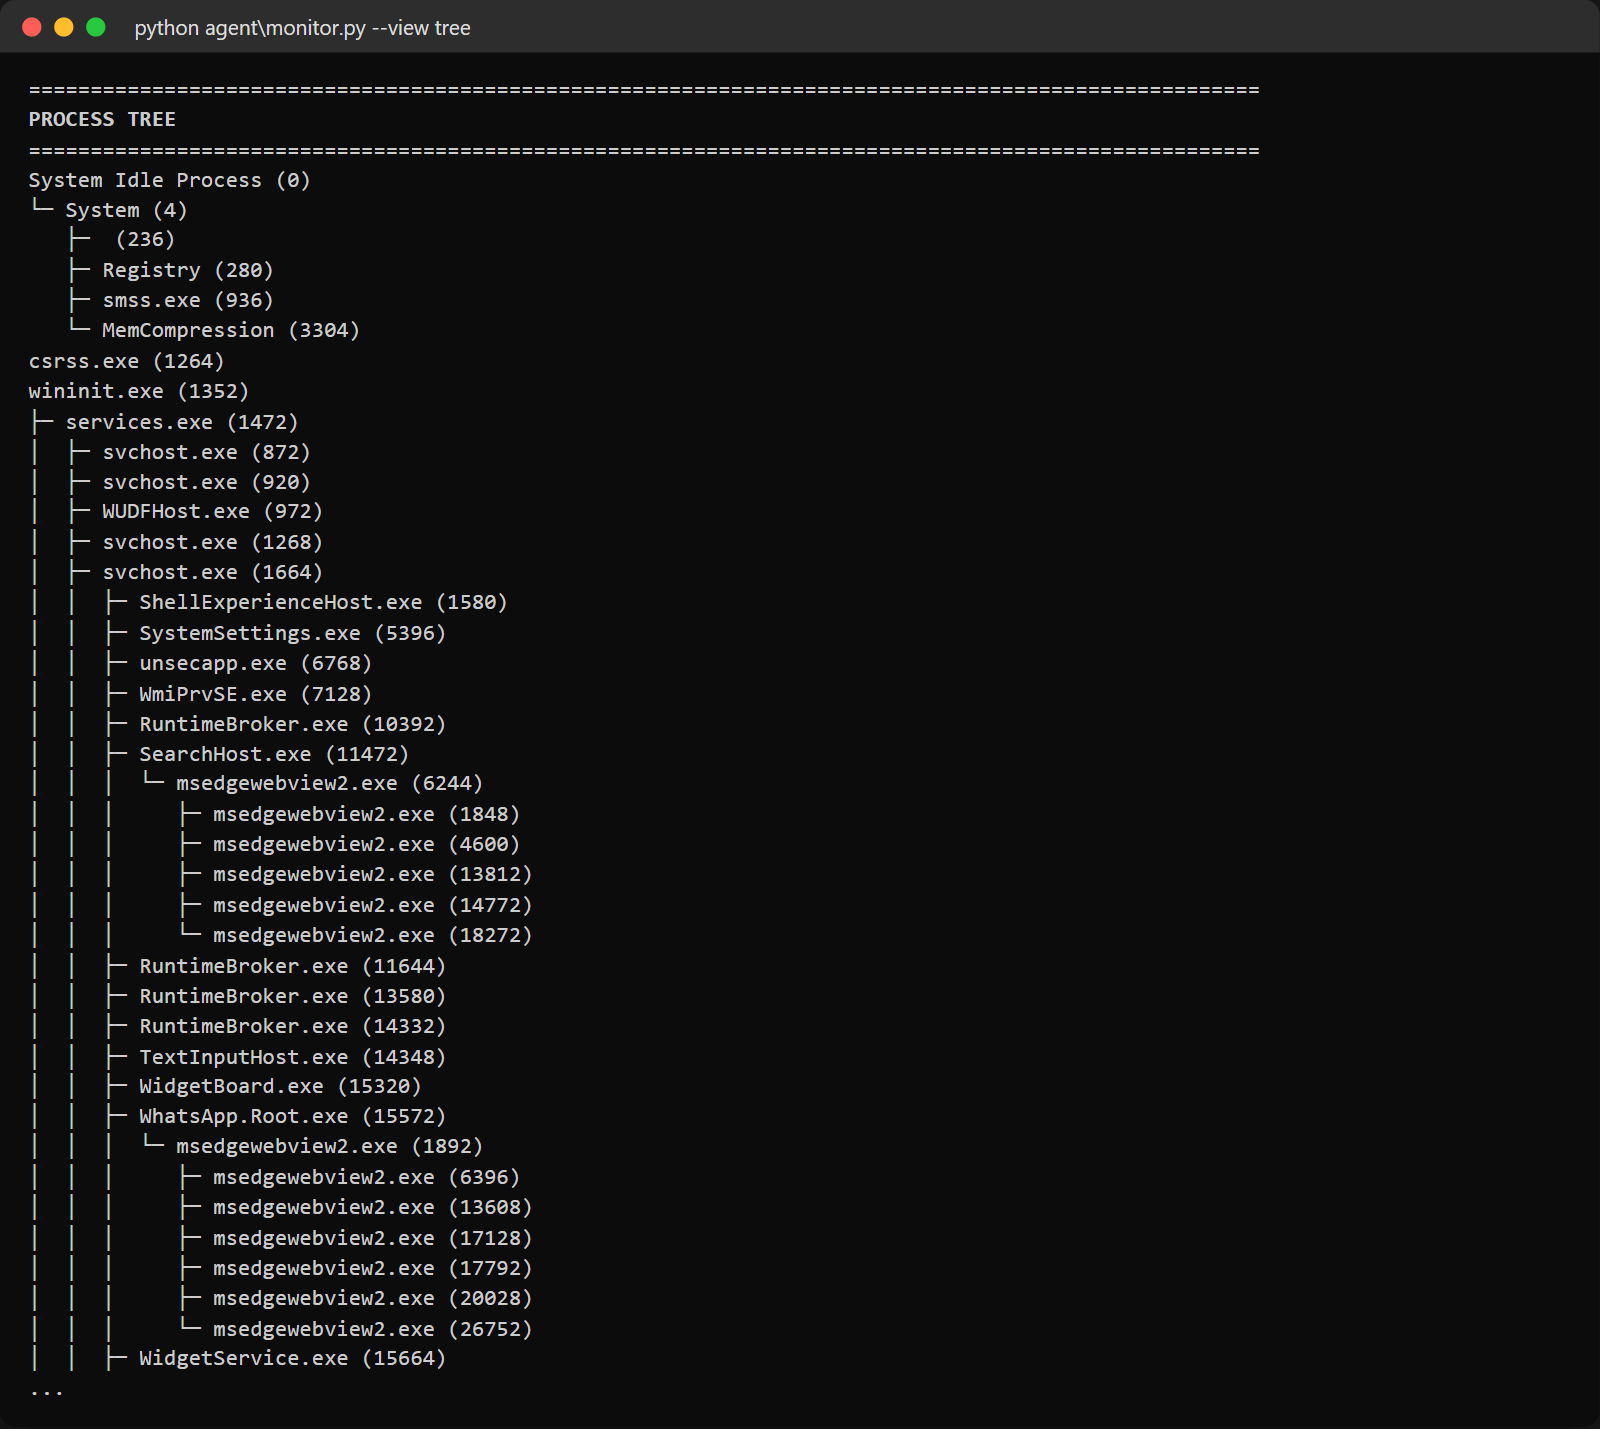 python agent\monitor.py --view tree
====================================================================================================
PROCESS TREE
====================================================================================================
System Idle Process (0)
└─ System (4)
   ├─  (236)
   ├─ Registry (280)
   ├─ smss.exe (936)
   └─ MemCompression (3304)
csrss.exe (1264)
wininit.exe (1352)
├─ services.exe (1472)
│  ├─ svchost.exe (872)
│  ├─ svchost.exe (920)
│  ├─ WUDFHost.exe (972)
│  ├─ svchost.exe (1268)
│  ├─ svchost.exe (1664)
│  │  ├─ ShellExperienceHost.exe (1580)
│  │  ├─ SystemSettings.exe (5396)
│  │  ├─ unsecapp.exe (6768)
│  │  ├─ WmiPrvSE.exe (7128)
│  │  ├─ RuntimeBroker.exe (10392)
│  │  ├─ SearchHost.exe (11472)
│  │  │  └─ msedgewebview2.exe (6244)
│  │  │     ├─ msedgewebview2.exe (1848)
│  │  │     ├─ msedgewebview2.exe (4600)
│  │  │     ├─ msedgewebview2.exe (13812)
│  │  │     ├─ msedgewebview2.exe (14772)
│  │  │     └─ msedgewebview2.exe (18272)
│  │  ├─ RuntimeBroker.exe (11644)
│  │  ├─ RuntimeBroker.exe (13580)
│  │  ├─ RuntimeBroker.exe (14332)
│  │  ├─ TextInputHost.exe (14348)
│  │  ├─ WidgetBoard.exe (15320)
│  │  ├─ WhatsApp.Root.exe (15572)
│  │  │  └─ msedgewebview2.exe (1892)
│  │  │     ├─ msedgewebview2.exe (6396)
│  │  │     ├─ msedgewebview2.exe (13608)
│  │  │     ├─ msedgewebview2.exe (17128)
│  │  │     ├─ msedgewebview2.exe (17792)
│  │  │     ├─ msedgewebview2.exe (20028)
│  │  │     └─ msedgewebview2.exe (26752)
│  │  ├─ WidgetService.exe (15664)
...